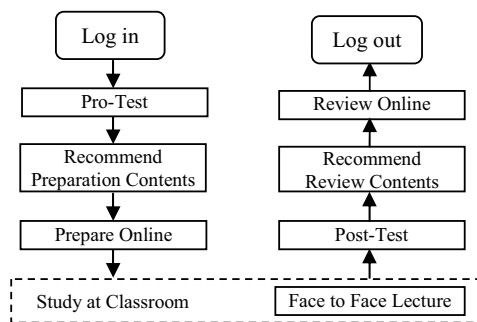 Log in
Pro-Test
Recommend
Preparation Contents
Prepare Online
Study at Classroom
Face to Face Lecture
Post-Test
Recommend
Review Contents
Review Online
Log out